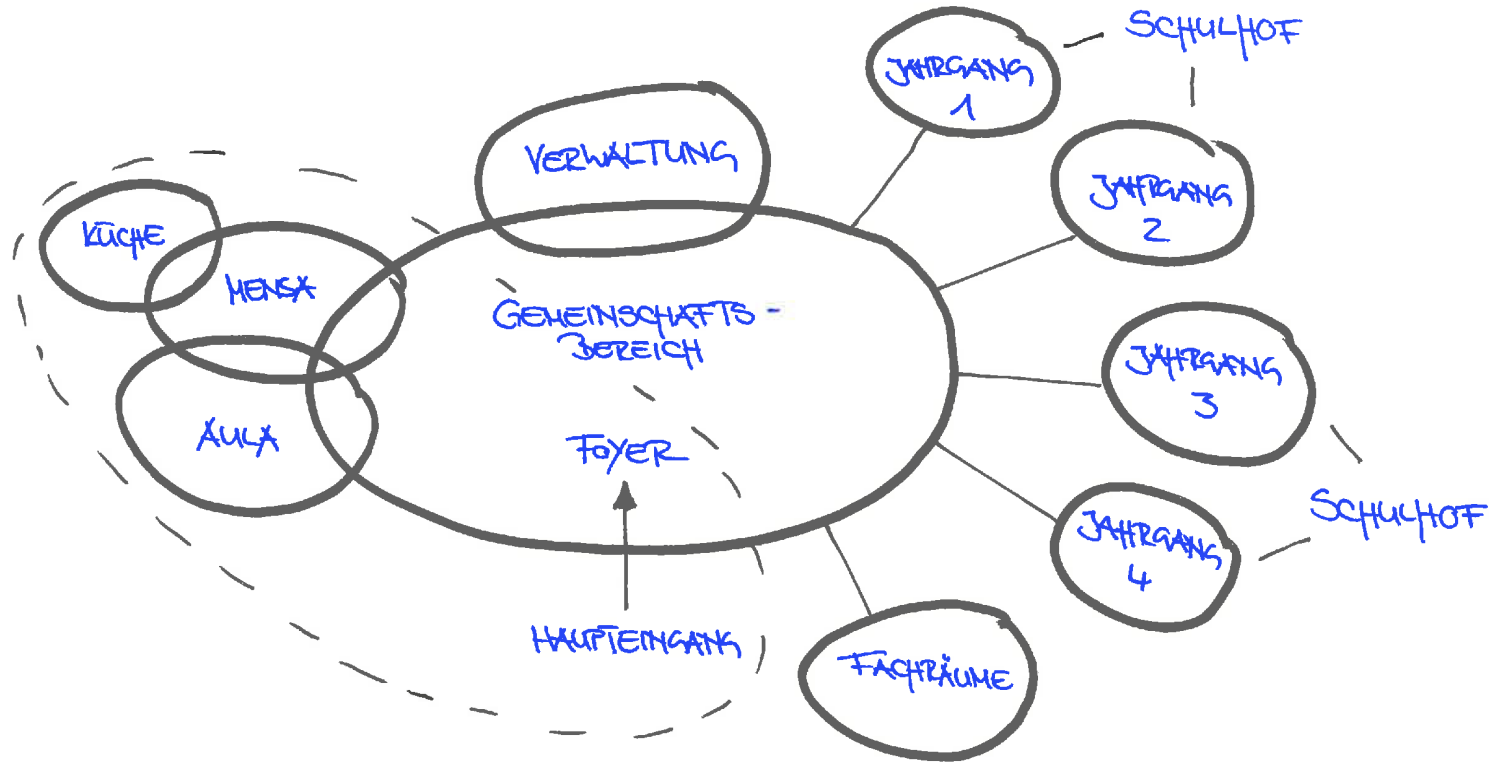 SCHULHOF
JAHRGANG
1
VERWALTUNG
JAHRGANG
2
KÜCHE
MENSA
GEMEINSCHAFTS-
BEREICH
JAHRGANG
3
AULA
FOYER
SCHULHOF
JAHRGANG
4
HAUPTEINGANG
FACHRÄUME